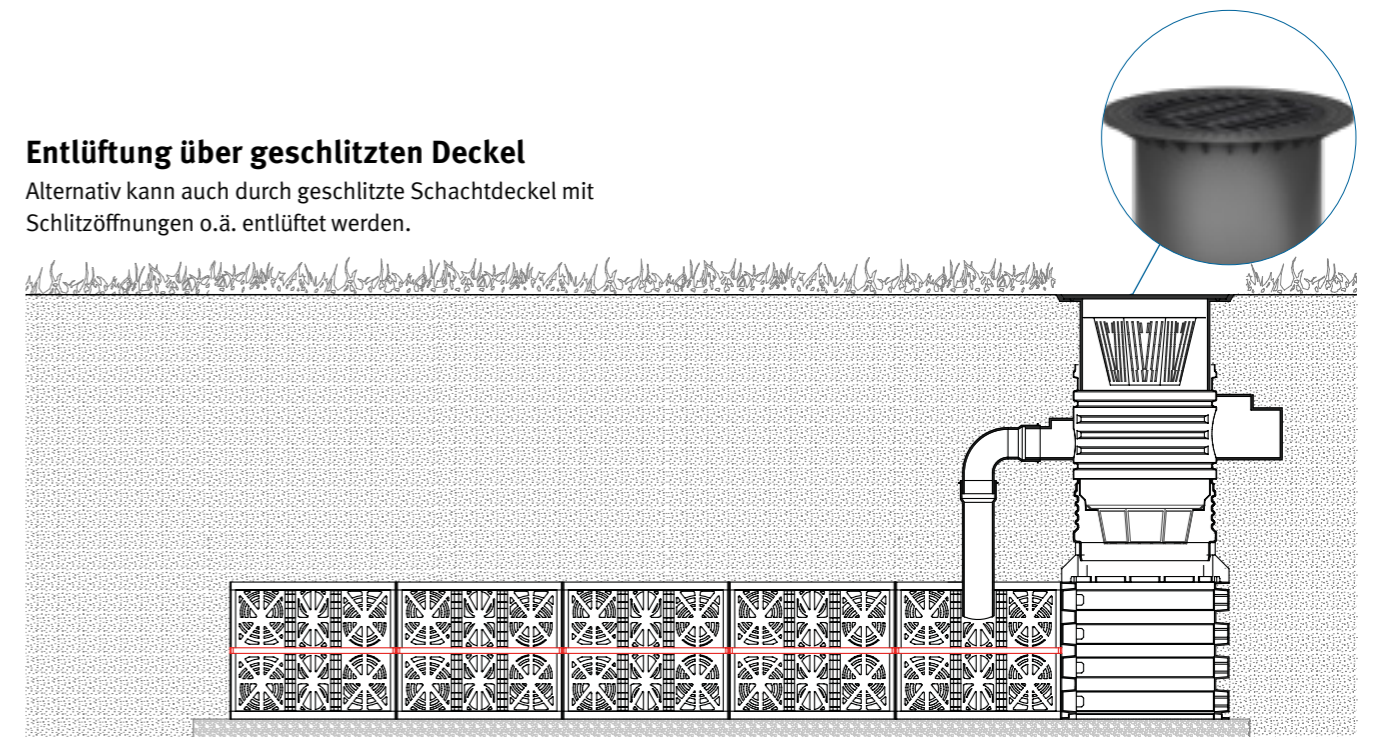 Entlüftung über geschlitzten Deckel
Alternativ kann auch durch geschlitzte Schachtdeckel mit
Schlitzöffnungen o.ä. entlüftet werden.